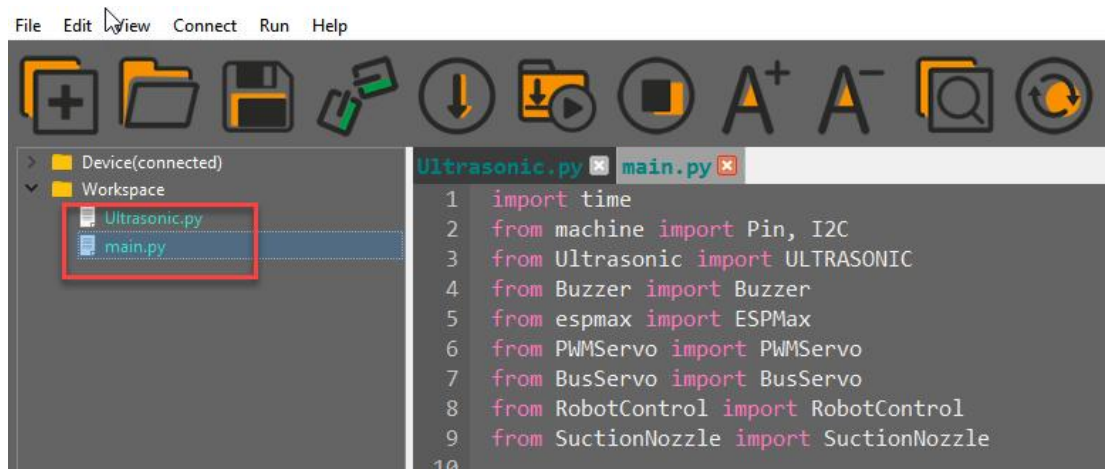 File Edit View Connect Run Help
A+ A-
Device(connected)
Workspace
Ultrasonic.py
main.py
Ultrasonic.py main.py
1 import time
2 from machine import Pin, I2C
3 from Ultrasonic import ULTRASONIC
4 from Buzzer import Buzzer
5 from espmax import ESPMax
6 from PWMServo import PWMServo
7 from BusServo import BusServo
8 from RobotControl import RobotControl
9 from SuctionNozzle import SuctionNozzle
10